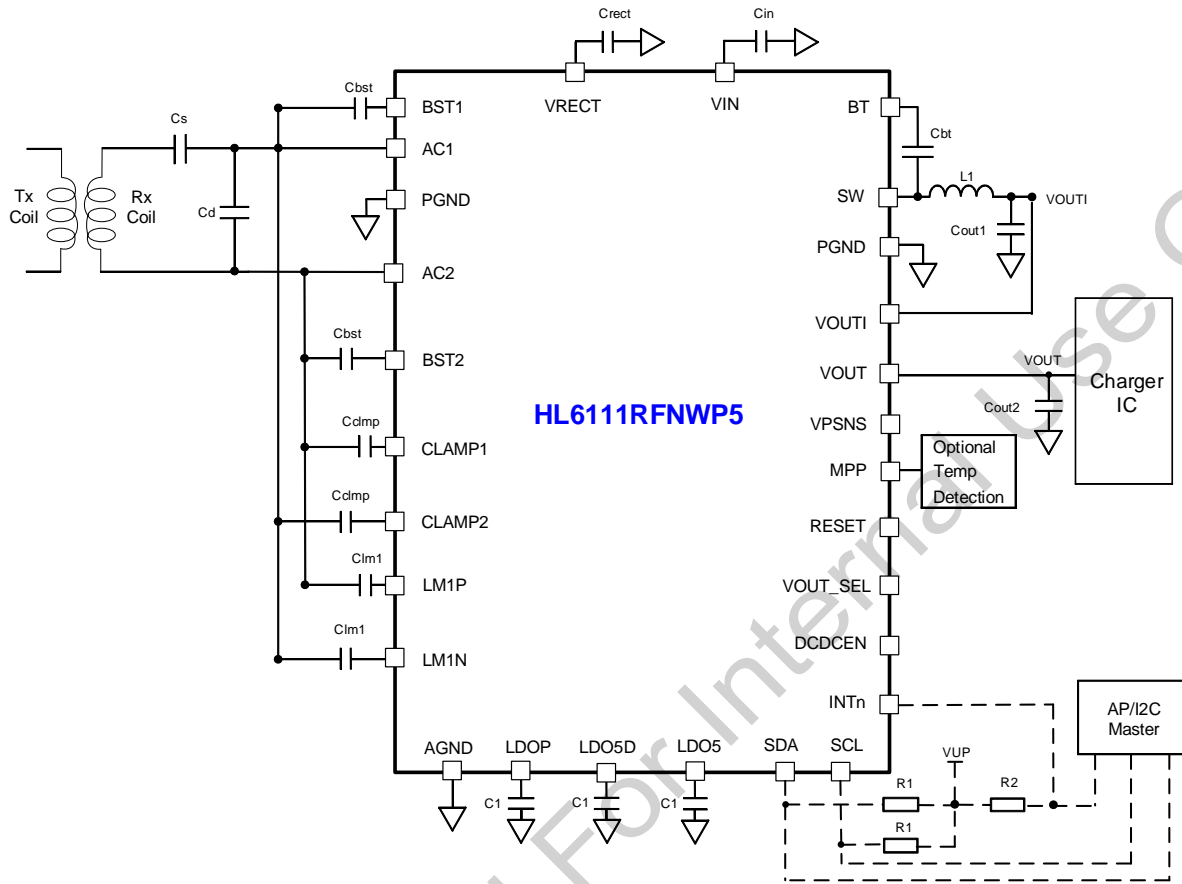 Crect
Cin
VRECT
VIN
Cbst
BST1
BT
Cs
AC1
Cbt
Tx
Coil
Rx
Coil
Cd
PGND
SW
L1
VOUTI
Cout1
PGND
AC2
VOUTI
Cbst
BST2
VOUT
VOUT
Cout2
Charger
IC
HL6111RFNWP5
VPSNS
Cclmp
CLAMP1
MPP
Optional
Temp
Detection
Cclmp
CLAMP2
RESET
Clm1
LM1P
VOUT_SEL
DCDCEN
Clm1
LM1N
INTn
AP/I2C
Master
AGND
LDOP
LDO5D
LDO5
SDA
SCL
VUP
C1
C1
C1
R1
R2
R1
For Internal Use